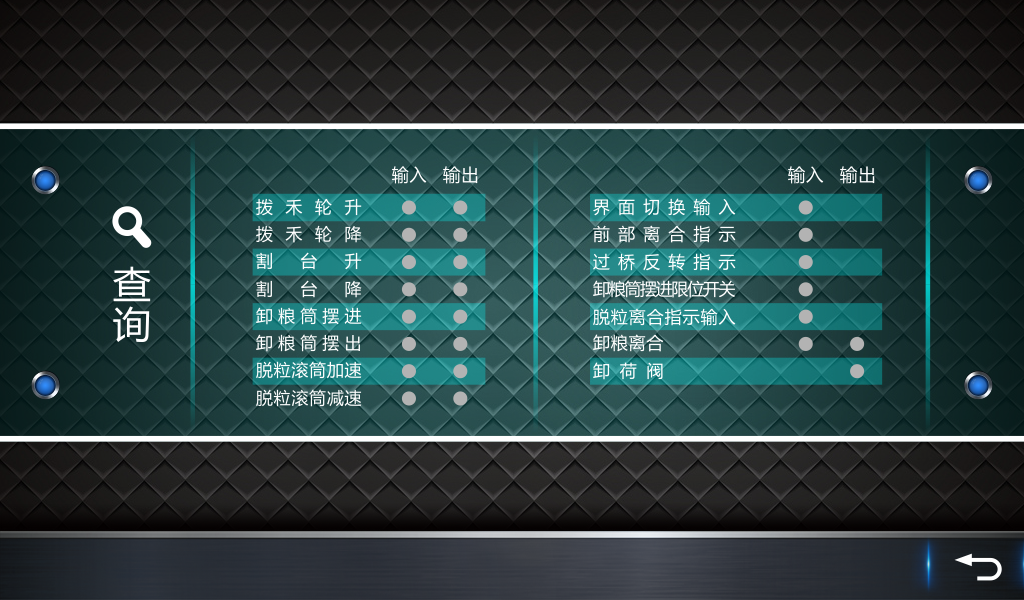 查
询
输入 输出
拨禾轮升
拨禾轮降
割台升
割台降
卸粮筒摆进
卸粮筒摆出
脱粒滚筒加速
脱粒滚筒减速
输入 输出
界面切换输入
前部离合指示
过桥反转指示
卸粮筒摆进限位开关
脱粒离合指示输入
卸粮离合
卸荷阀